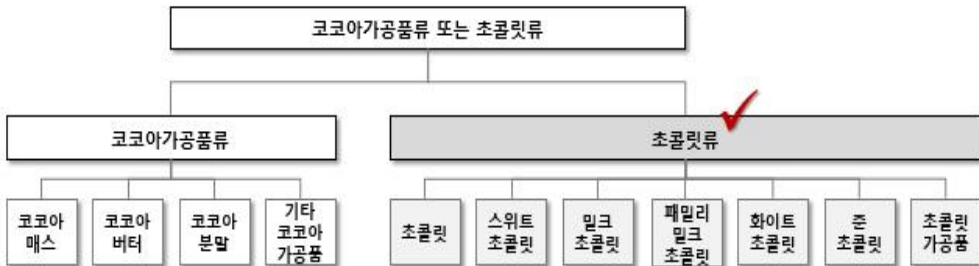 코코아가공품류 또는 초콜릿류
코코아가공품류
초콜릿류
코코아
매스
코코아
버터
코코아
분말
기타
코코아
가공품
초콜릿
스위트
초콜릿
밀크
초콜릿
패밀리
밀크
초콜릿
화이트
초콜릿
준
초콜릿
초콜릿
가공품